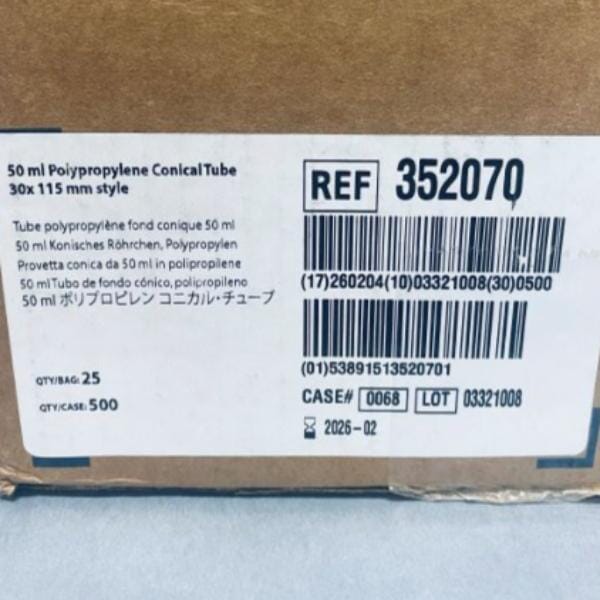 50 ml Polypropylene Conical Tube
30x 115 mm style
Tube polypropylène fond conique 50 ml
50 ml Konisches Röhrchen, Polypropylen
Provetta conica da 50 ml in polipropilene
50 ml Tubo de fondo cónico, polipropileno
50 ml ポリプロピレン コニカル・チューブ
QTY/BAG: 25
QTY/CASE: 500
REF 352070
(17)260204(10)03321008(30)0500
(01)53891513520701
CASE# 0068 LOT 03321008
2026-02